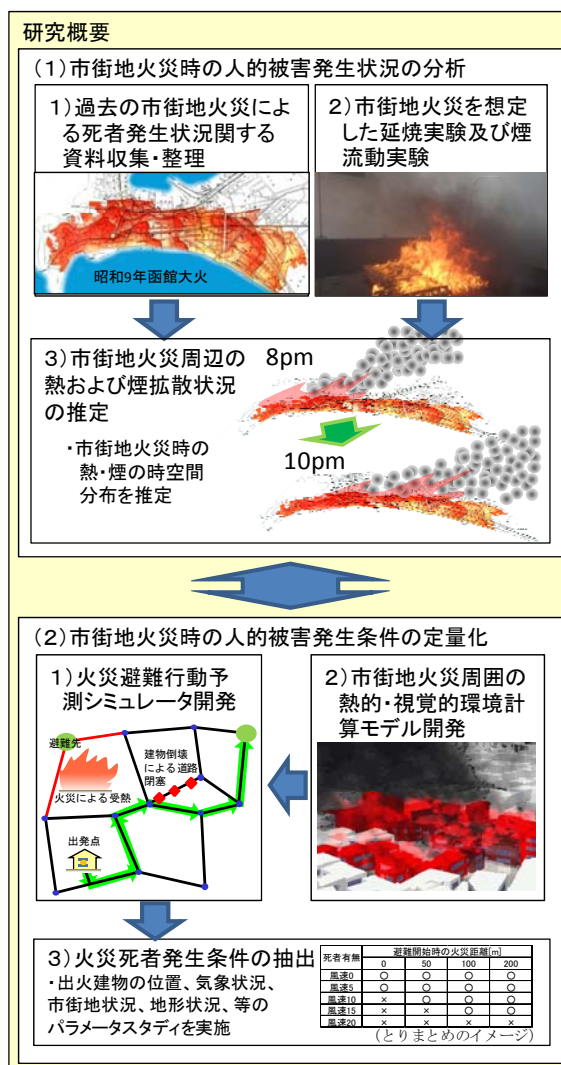 研究概要
(1)市街地火災時の人的被害発生状況の分析
1)過去の市街地火災によ
る死者発生状況関する
資料収集・整理
昭和9年函館大火
2)市街地火災を想定
した延焼実験及び煙
流動実験
3)市街地火災周辺の
熱および煙拡散状況
の推定
・市街地火災時の
熱・煙の時空間
分布を推定
8pm
10pm
(2)市街地火災時の人的被害発生条件の定量化
1)火災避難行動予
測シミュレータ開発
避難先
火災による受熱
建物倒壊
による道路
閉塞
出発点
2)市街地火災周囲の
熱的・視覚的環境計
算モデル開発
3)火災死者発生条件の抽出
・出火建物の位置、気象状況、
市街地状況、地形状況、等の
パラメータスタディを実施
死者有無 避難開始時の火災距離[m]
0 50 100 200
風速0 ○ ○ ○ ○
風速5 ○ ○ ○ ○
風速10 × ○ ○ ○
風速15 × × ○ ○
風速20 × × × ×
(とりまとめのイメージ)